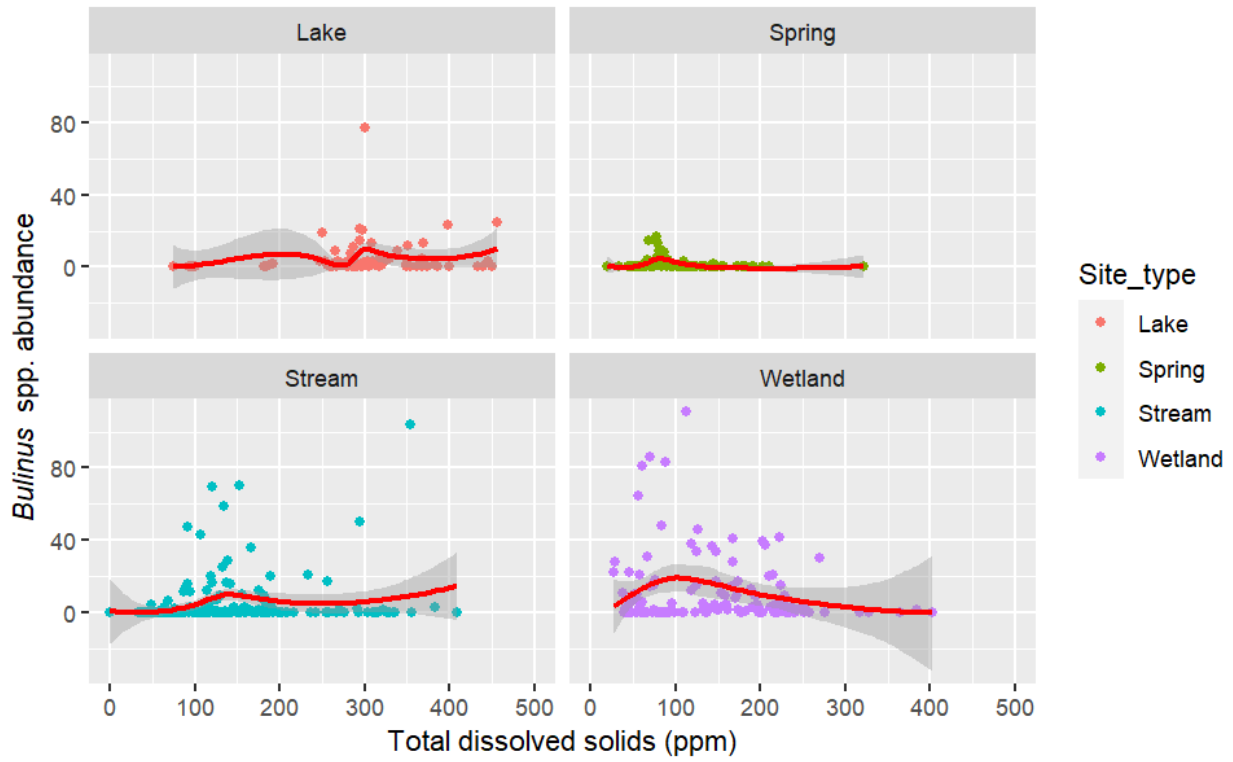 Lake
Spring
80
40
0
Stream
Wetland
80
40
0
0 100 200 300 400 500
0 100 200 300 400 500
Total dissolved solids (ppm)
Bulinus spp. abundance
Site_type
Lake
Spring
Stream
Wetland